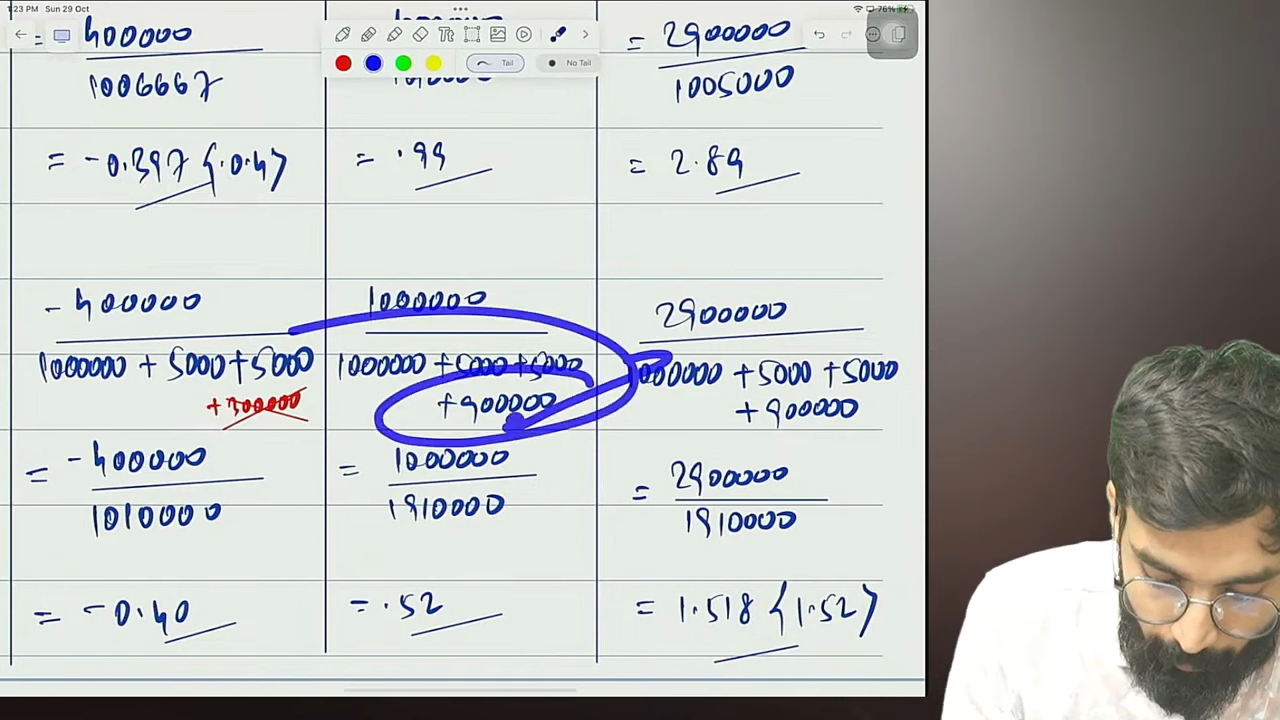 1:23 PM Sun 29 Oct
76%
Tail
No Tail
= 400000
1006667
= -0.397 {-0.4}
= .99
= 2900000
1005000
= 2.89
-400000
1000000 + 5000 + 5000
+300000
= -400000
1010000
= -0.40
1000000
1000000 + 5000 + 5000
+900000
= 1000000
1910000
= .52
2900000
1000000 + 5000 + 5000
+ 900000
= 2900000
1910000
= 1.518 {1.52}